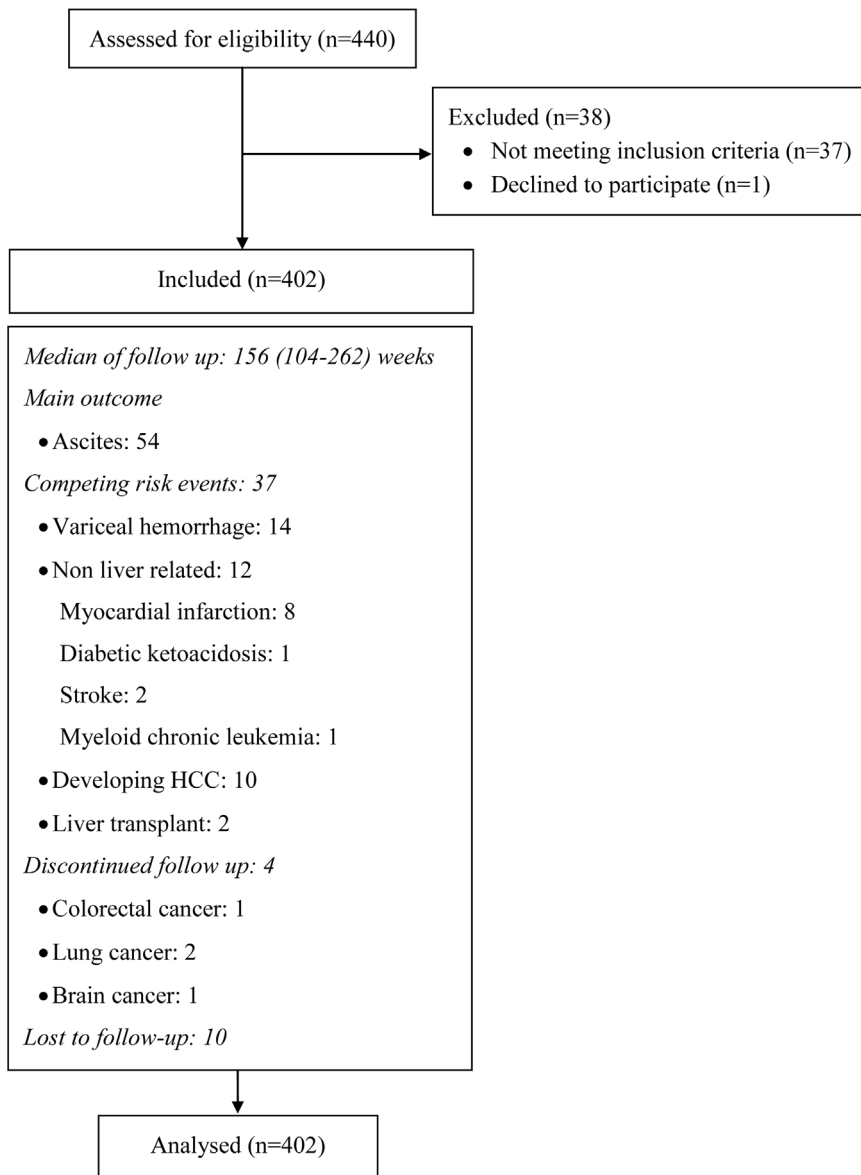 Assessed for eligibility (n=440)
Excluded (n=38)
• Not meeting inclusion criteria (n=37)
• Declined to participate (n=1)
Included (n=402)
Median of follow up: 156 (104-262) weeks
Main outcome
• Ascites: 54
Competing risk events: 37
• Variceal hemorrhage: 14
• Non liver related: 12
Myocardial infarction: 8
Diabetic ketoacidosis: 1
Stroke: 2
Myeloid chronic leukemia: 1
• Developing HCC: 10
• Liver transplant: 2
Discontinued follow up: 4
• Colorectal cancer: 1
• Lung cancer: 2
• Brain cancer: 1
Lost to follow-up: 10
Analysed (n=402)